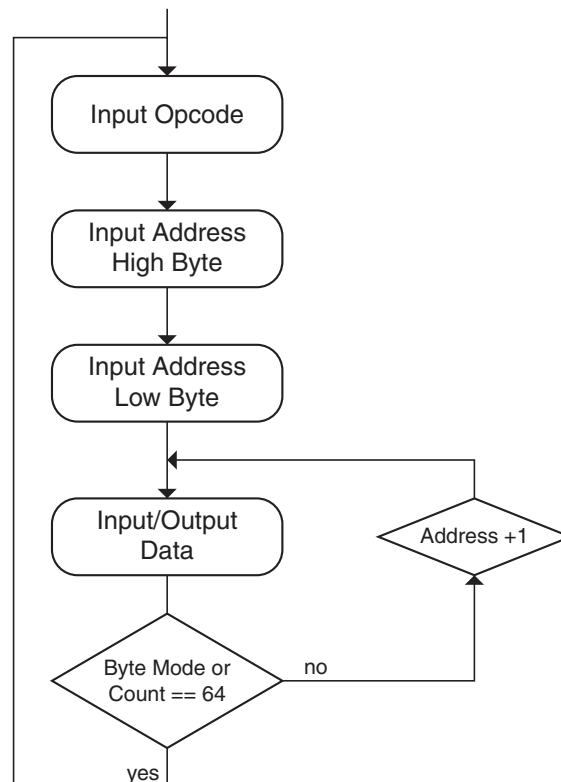 Input Opcode
Input Address
High Byte
Input Address
Low Byte
Input/Output
Data
Address +1
Byte Mode or
Count == 64
no
yes